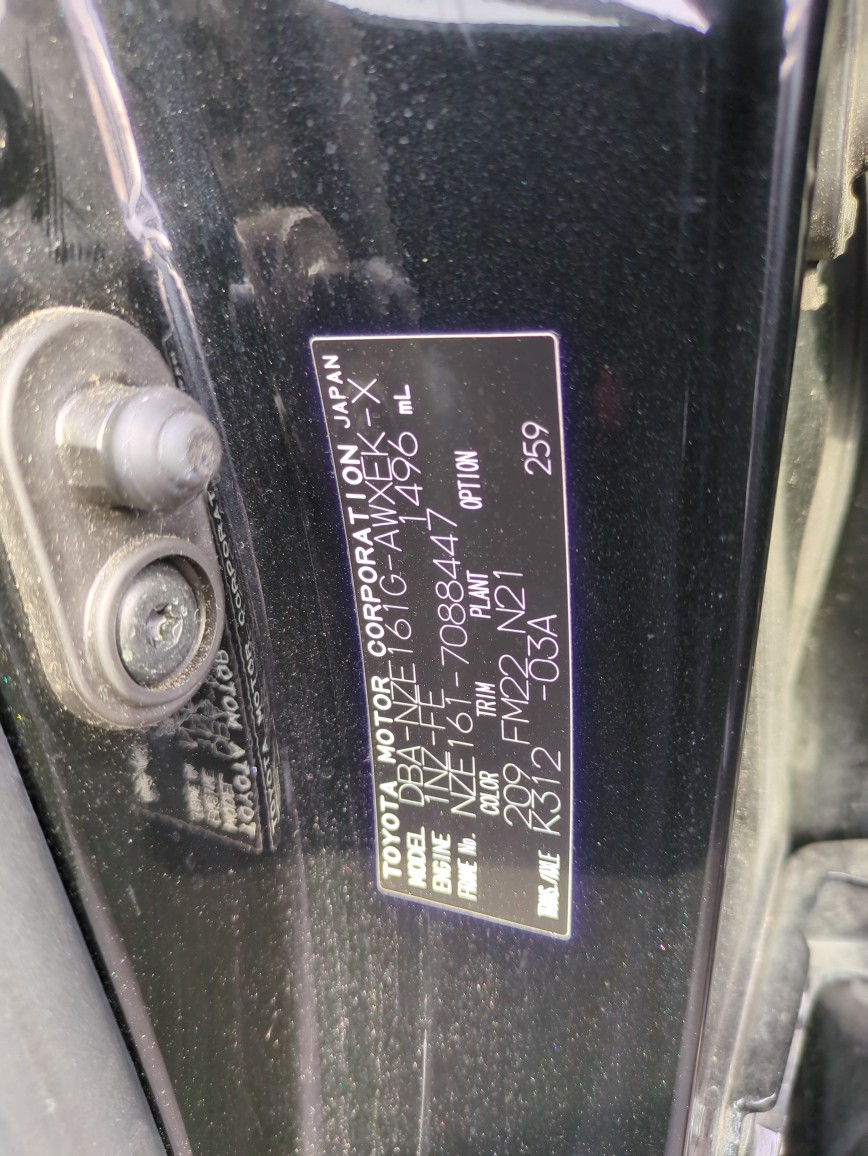 TOYOTA MOTOR CORPORATION JAPAN
MODEL DBA-NZE161G-AWXEK-X
ENGINE 1NZ-FE 1496 mL
FRAME No. NZE161-7088447
COLOR TRIM PLANT OPTION
209 FM22 N21
TRANS./AXLE K312 -03A 259